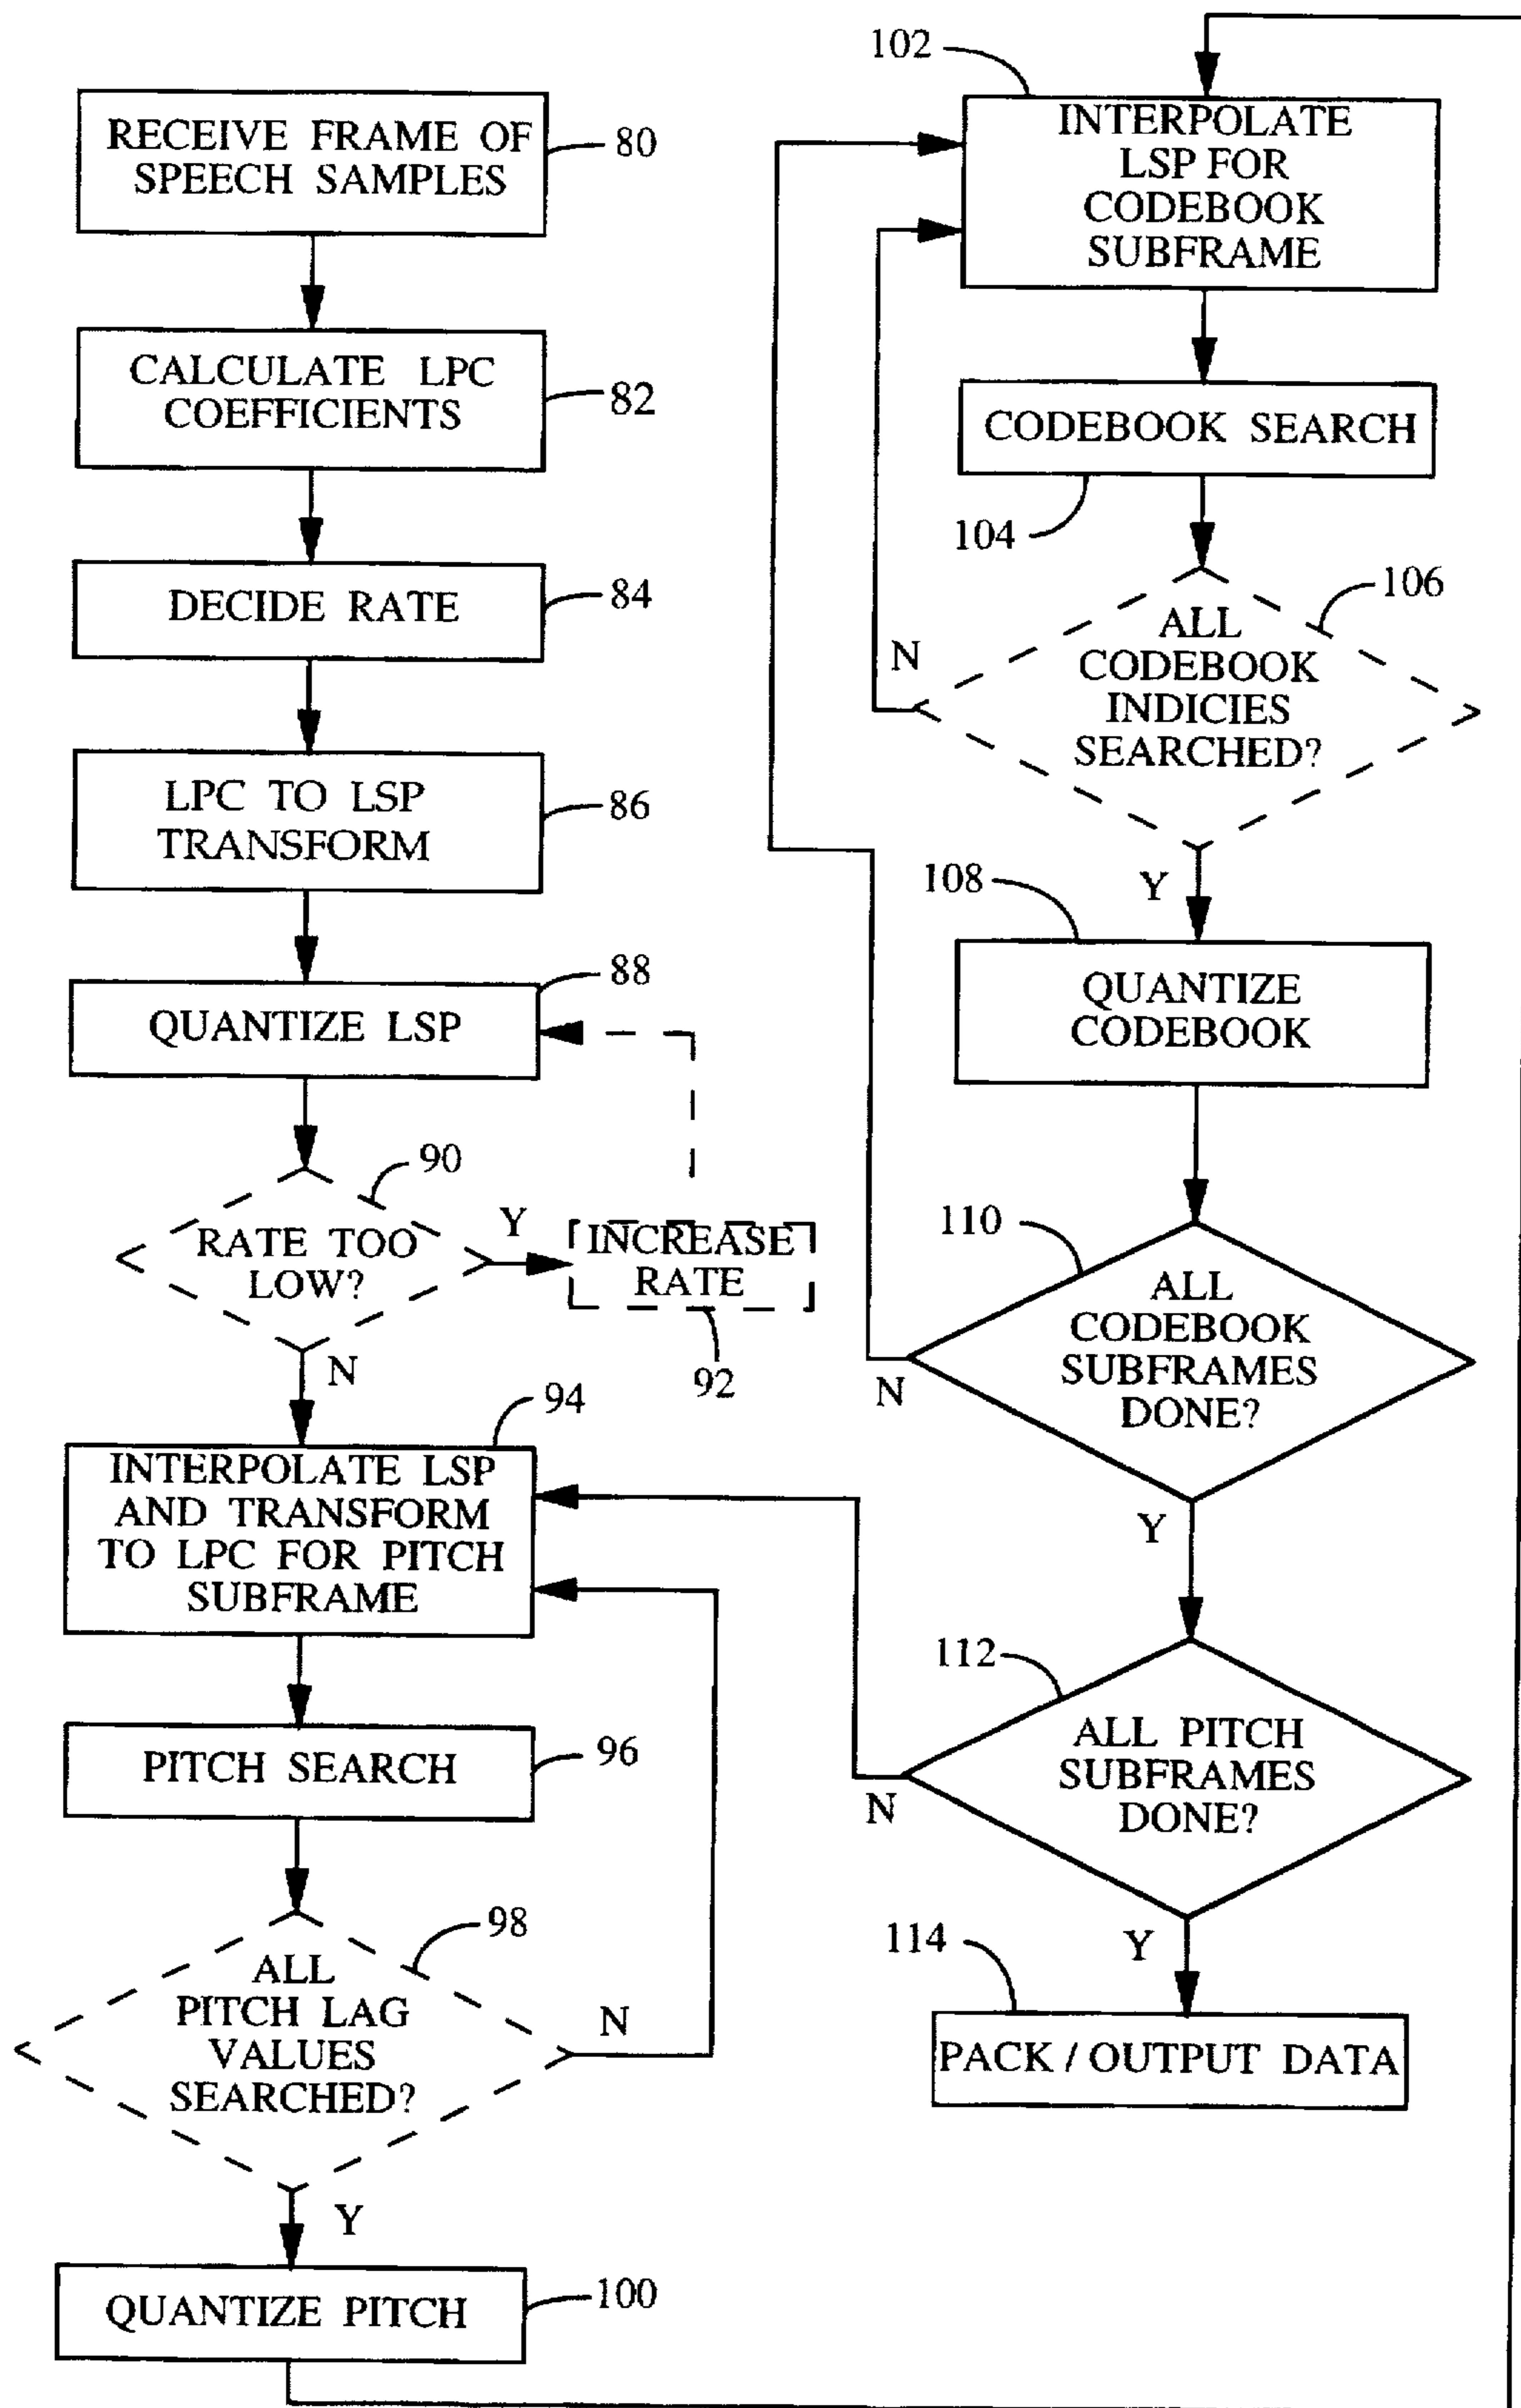 RECEIVE FRAME OF
SPEECH SAMPLES
80
CALCULATE LPC
COEFFICIENTS
82
DECIDE RATE
84
LPC TO LSP
TRANSFORM
86
88
QUANTIZE LSP
90
RATE TOO
LOW?
Y
INCREASE
RATE
92
N
94
INTERPOLATE LSP
AND TRANSFORM
TO LPC FOR PITCH
SUBFRAME
PITCH SEARCH
96
98
ALL
PITCH LAG
VALUES
SEARCHED?
N
Y
QUANTIZE PITCH
100
102
INTERPOLATE
LSP FOR
CODEBOOK
SUBFRAME
CODEBOOK SEARCH
104
106
ALL
CODEBOOK
INDICIES
SEARCHED?
N
Y
108
QUANTIZE
CODEBOOK
110
ALL
CODEBOOK
SUBFRAMES
DONE?
N
Y
112
ALL PITCH
SUBFRAMES
DONE?
N
Y
114
PACK / OUTPUT DATA